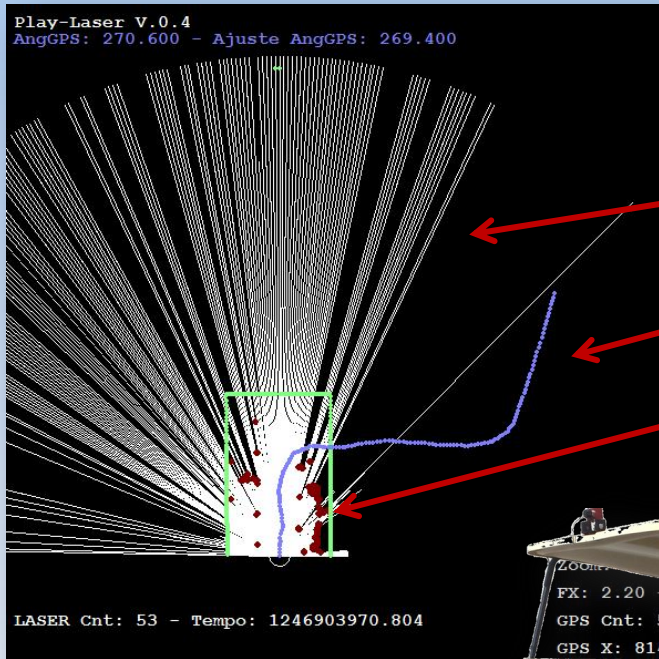 Play-Laser V.0.4
AngGPS: 270.600 - Ajuste AngGPS: 269.400
FX: 2.20
LASER Cnt: 53 - Tempo: 1246903970.804
GPS Cnt:
GPS X: